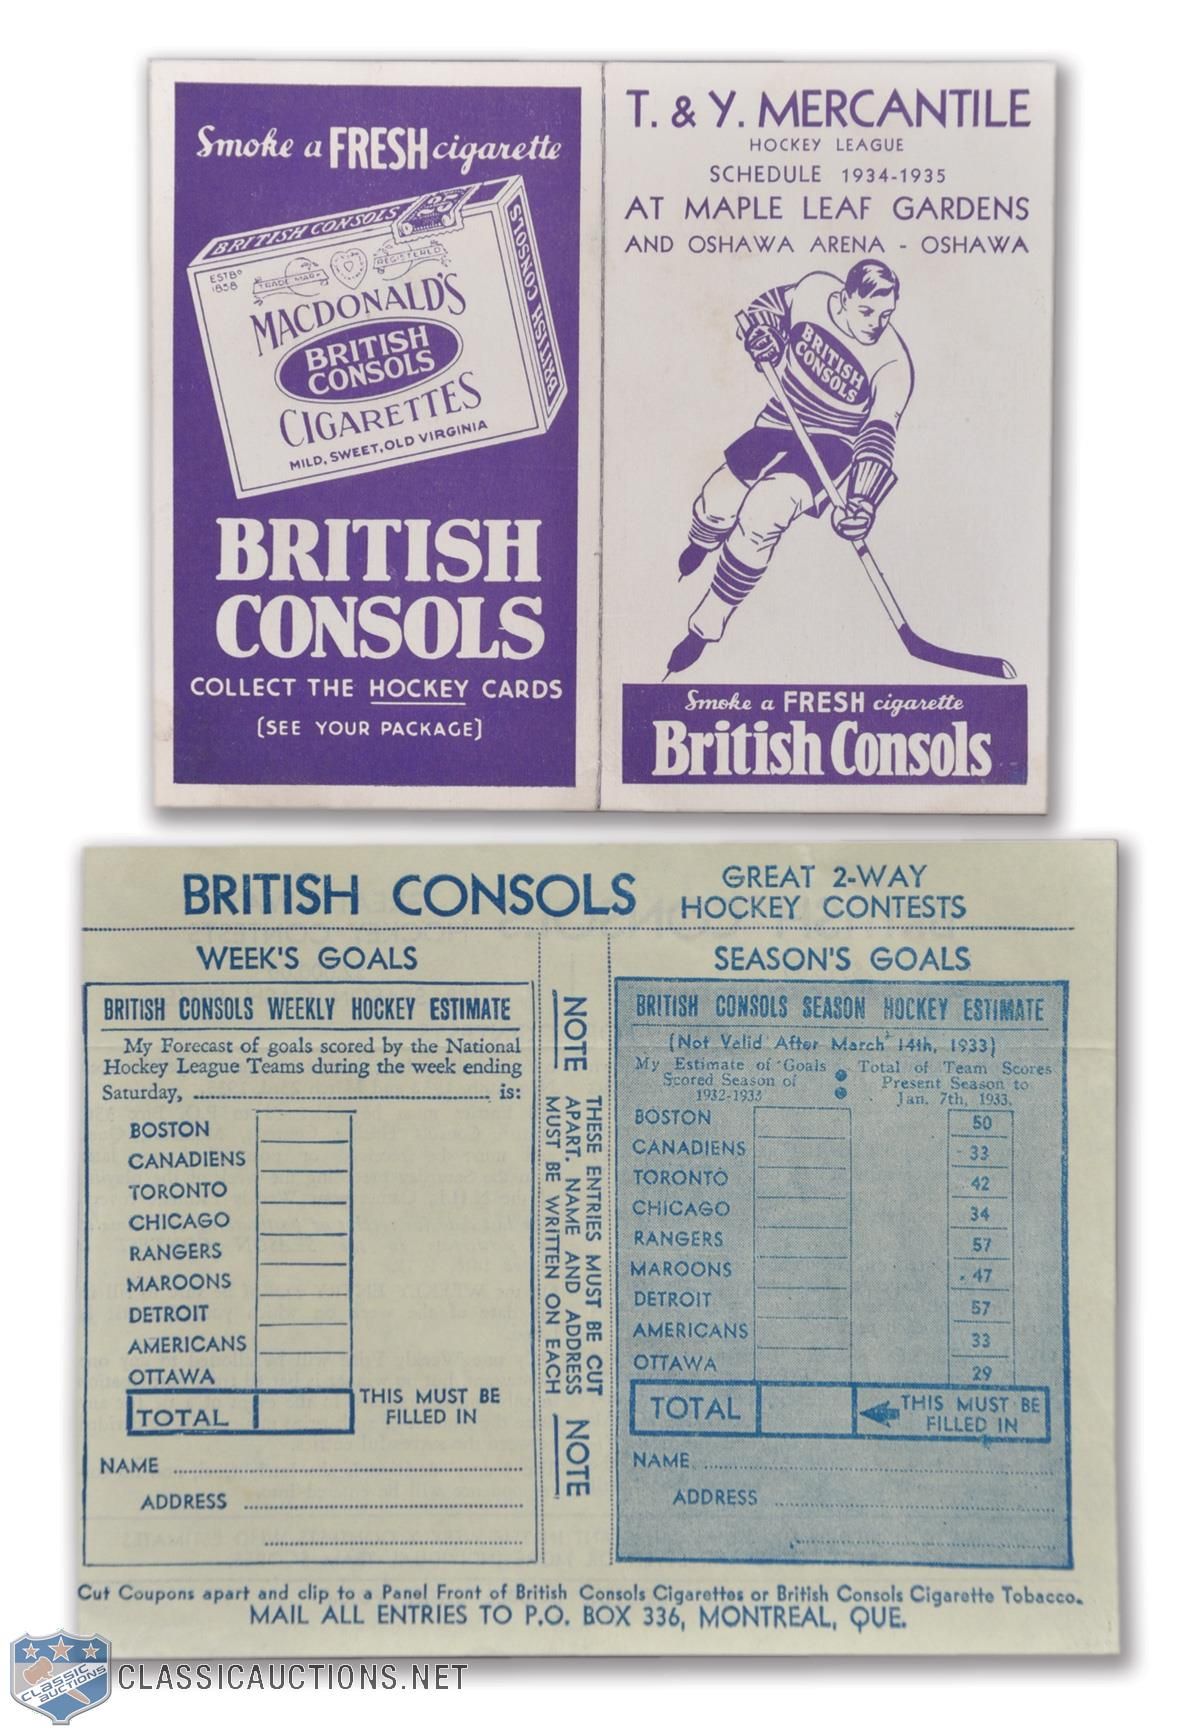 Smoke a FRESH cigarette
BRITISH CONSOLS
BRITISH CONSOLS
ESTBD
1858
TRADE MARK
REGISTERED
MACDONALD'S
BRITISH
CONSOLS
CIGARETTES
MILD, SWEET, OLD VIRGINIA
BRITISH
CONSOLS
COLLECT THE HOCKEY CARDS
(SEE YOUR PACKAGE)
T. & Y. MERCANTILE
HOCKEY LEAGUE
SCHEDULE 1934-1935
AT MAPLE LEAF GARDENS
AND OSHAWA ARENA - OSHAWA
BRITISH
CONSOLS
Smoke a FRESH cigarette
British Consols
BRITISH CONSOLS
GREAT 2-WAY
HOCKEY CONTESTS
WEEK'S GOALS
BRITISH CONSOLS WEEKLY HOCKEY ESTIMATE
My Forecast of goals scored by the National
Hockey League Teams during the week ending
Saturday, ........ is:
BOSTON
CANADIENS
TORONTO
CHICAGO
RANGERS
MAROONS
DETROIT
AMERICANS
OTTAWA
TOTAL
THIS MUST BE
FILLED IN
NAME
ADDRESS
NOTE
THESE ENTRIES MUST BE CUT
APART. NAME AND ADDRESS
MUST BE WRITTEN ON EACH
NOTE
SEASON'S GOALS
BRITISH CONSOLS SEASON HOCKEY ESTIMATE
(Not Valid After March 14th, 1933)
My Estimate of Goals
Scored Season of
1932-1933
Total of Team Scores
Present Season to
Jan. 7th, 1933.
BOSTON 50
CANADIENS 33
TORONTO 42
CHICAGO 34
RANGERS 57
MAROONS 47
DETROIT 57
AMERICANS 33
OTTAWA 29
TOTAL
THIS MUST BE
FILLED IN
NAME
ADDRESS
Cut Coupons apart and clip to a Panel Front of British Consols Cigarettes or British Consols Cigarette Tobacco.
MAIL ALL ENTRIES TO P.O. BOX 336, MONTREAL, QUE.
CLASSIC
AUCTIONS
CLASSICAUCTIONS.NET